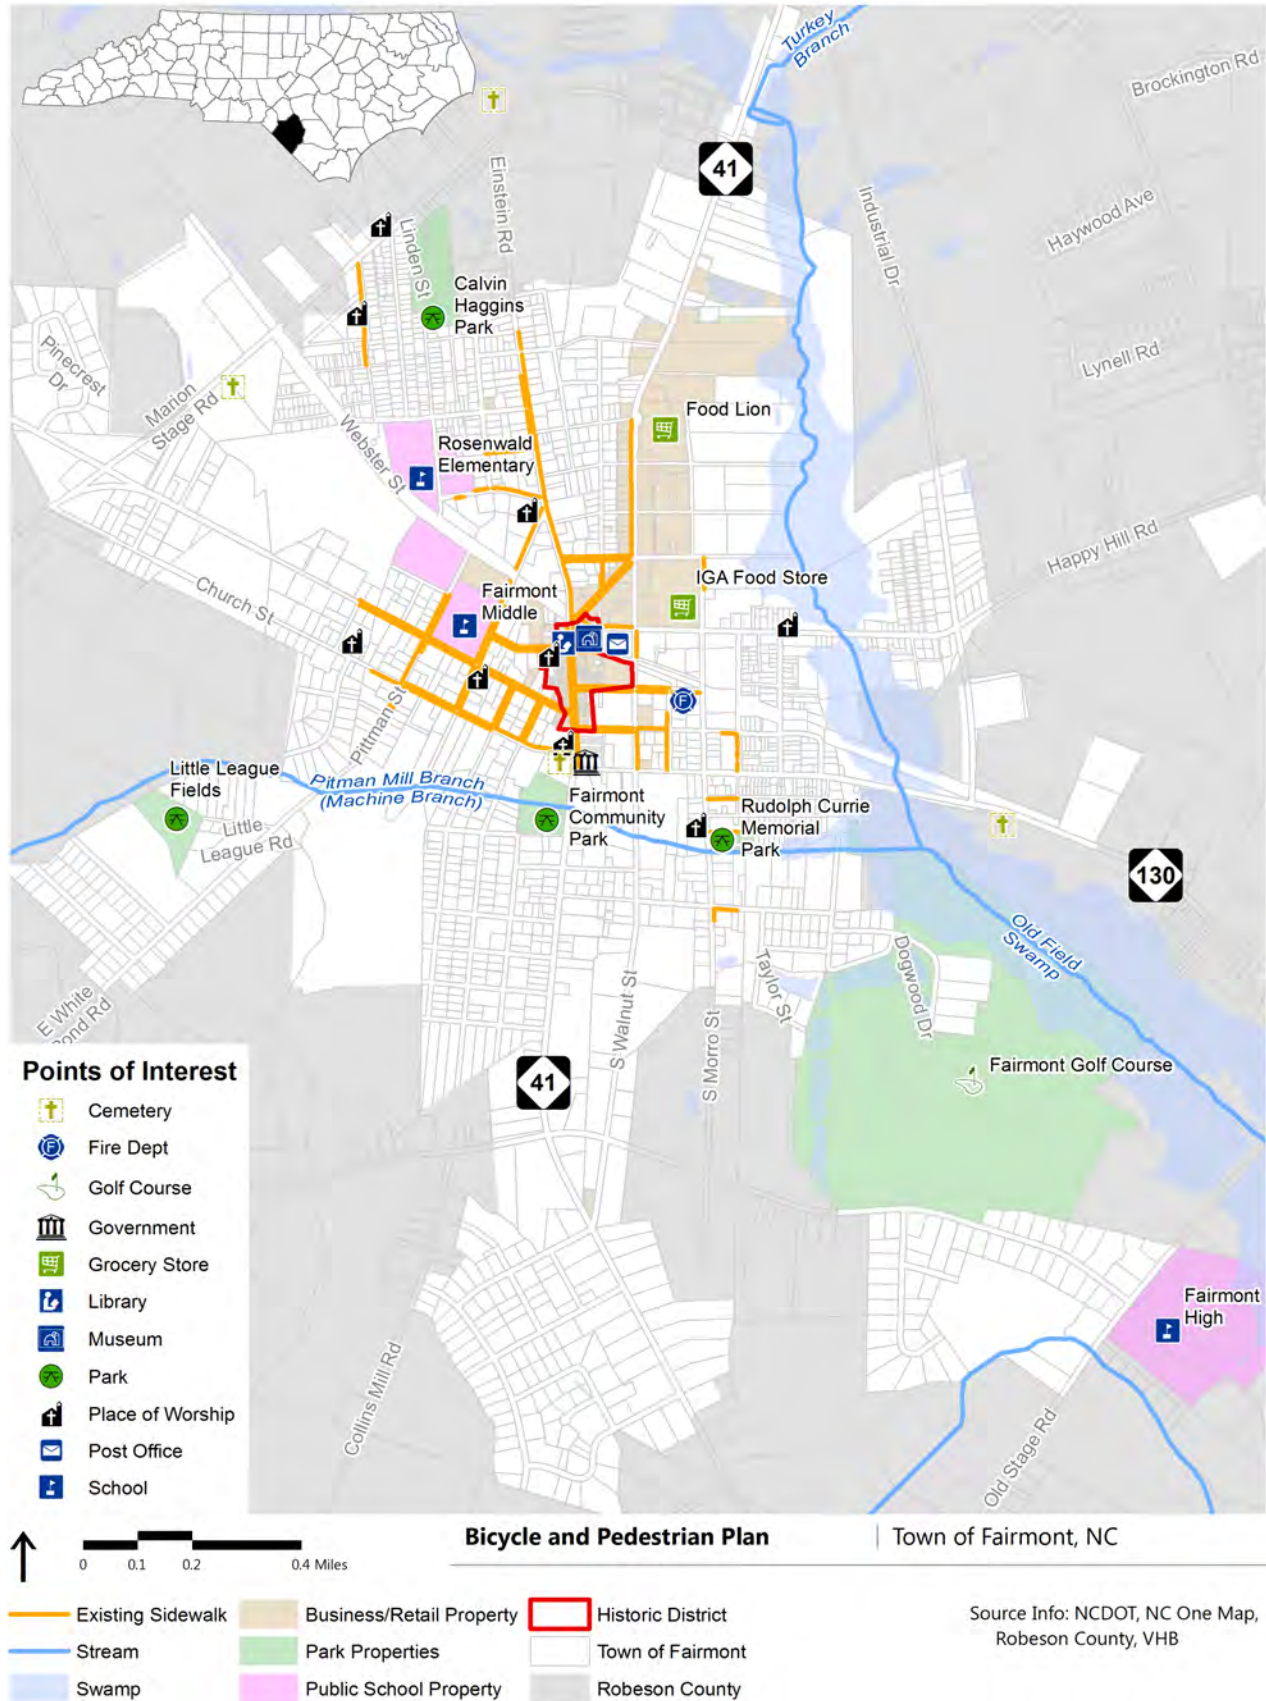 Turkey
Branch
Brockington Rd
41
Einstein Rd
Industrial Dr
Haywood Ave
Linden St
Calvin
Haggins
Park
Pinecrest
Dr
Lynell Rd
Marion
Stage Rd
Food Lion
Webster St
Rosenwald
Elementary
Happy Hill Rd
IGA Food Store
Church St
Fairmont
Middle
F
Pittman St
Little League
Fields
Pitman Mill Branch
(Machine Branch)
Fairmont
Community
Park
Rudolph Currie
Memorial
Park
Little
League Rd
130
Old Field
Swamp
Dogwood Dr
Taylor St
S Walnut St
S Morro St
E White
Pond Rd
41
Fairmont Golf Course
Points of Interest
Cemetery
F
Fire Dept
Golf Course
Government
Grocery Store
Library
Museum
Park
Place of Worship
Post Office
School
Fairmont
High
Collins Mill Rd
Old Stage Rd
Bicycle and Pedestrian Plan
Town of Fairmont, NC
0 0.1 0.2 0.4 Miles
Existing Sidewalk
Business/Retail Property
Historic District
Stream
Park Properties
Town of Fairmont
Swamp
Public School Property
Robeson County
Source Info: NCDOT, NC One Map,
Robeson County, VHB